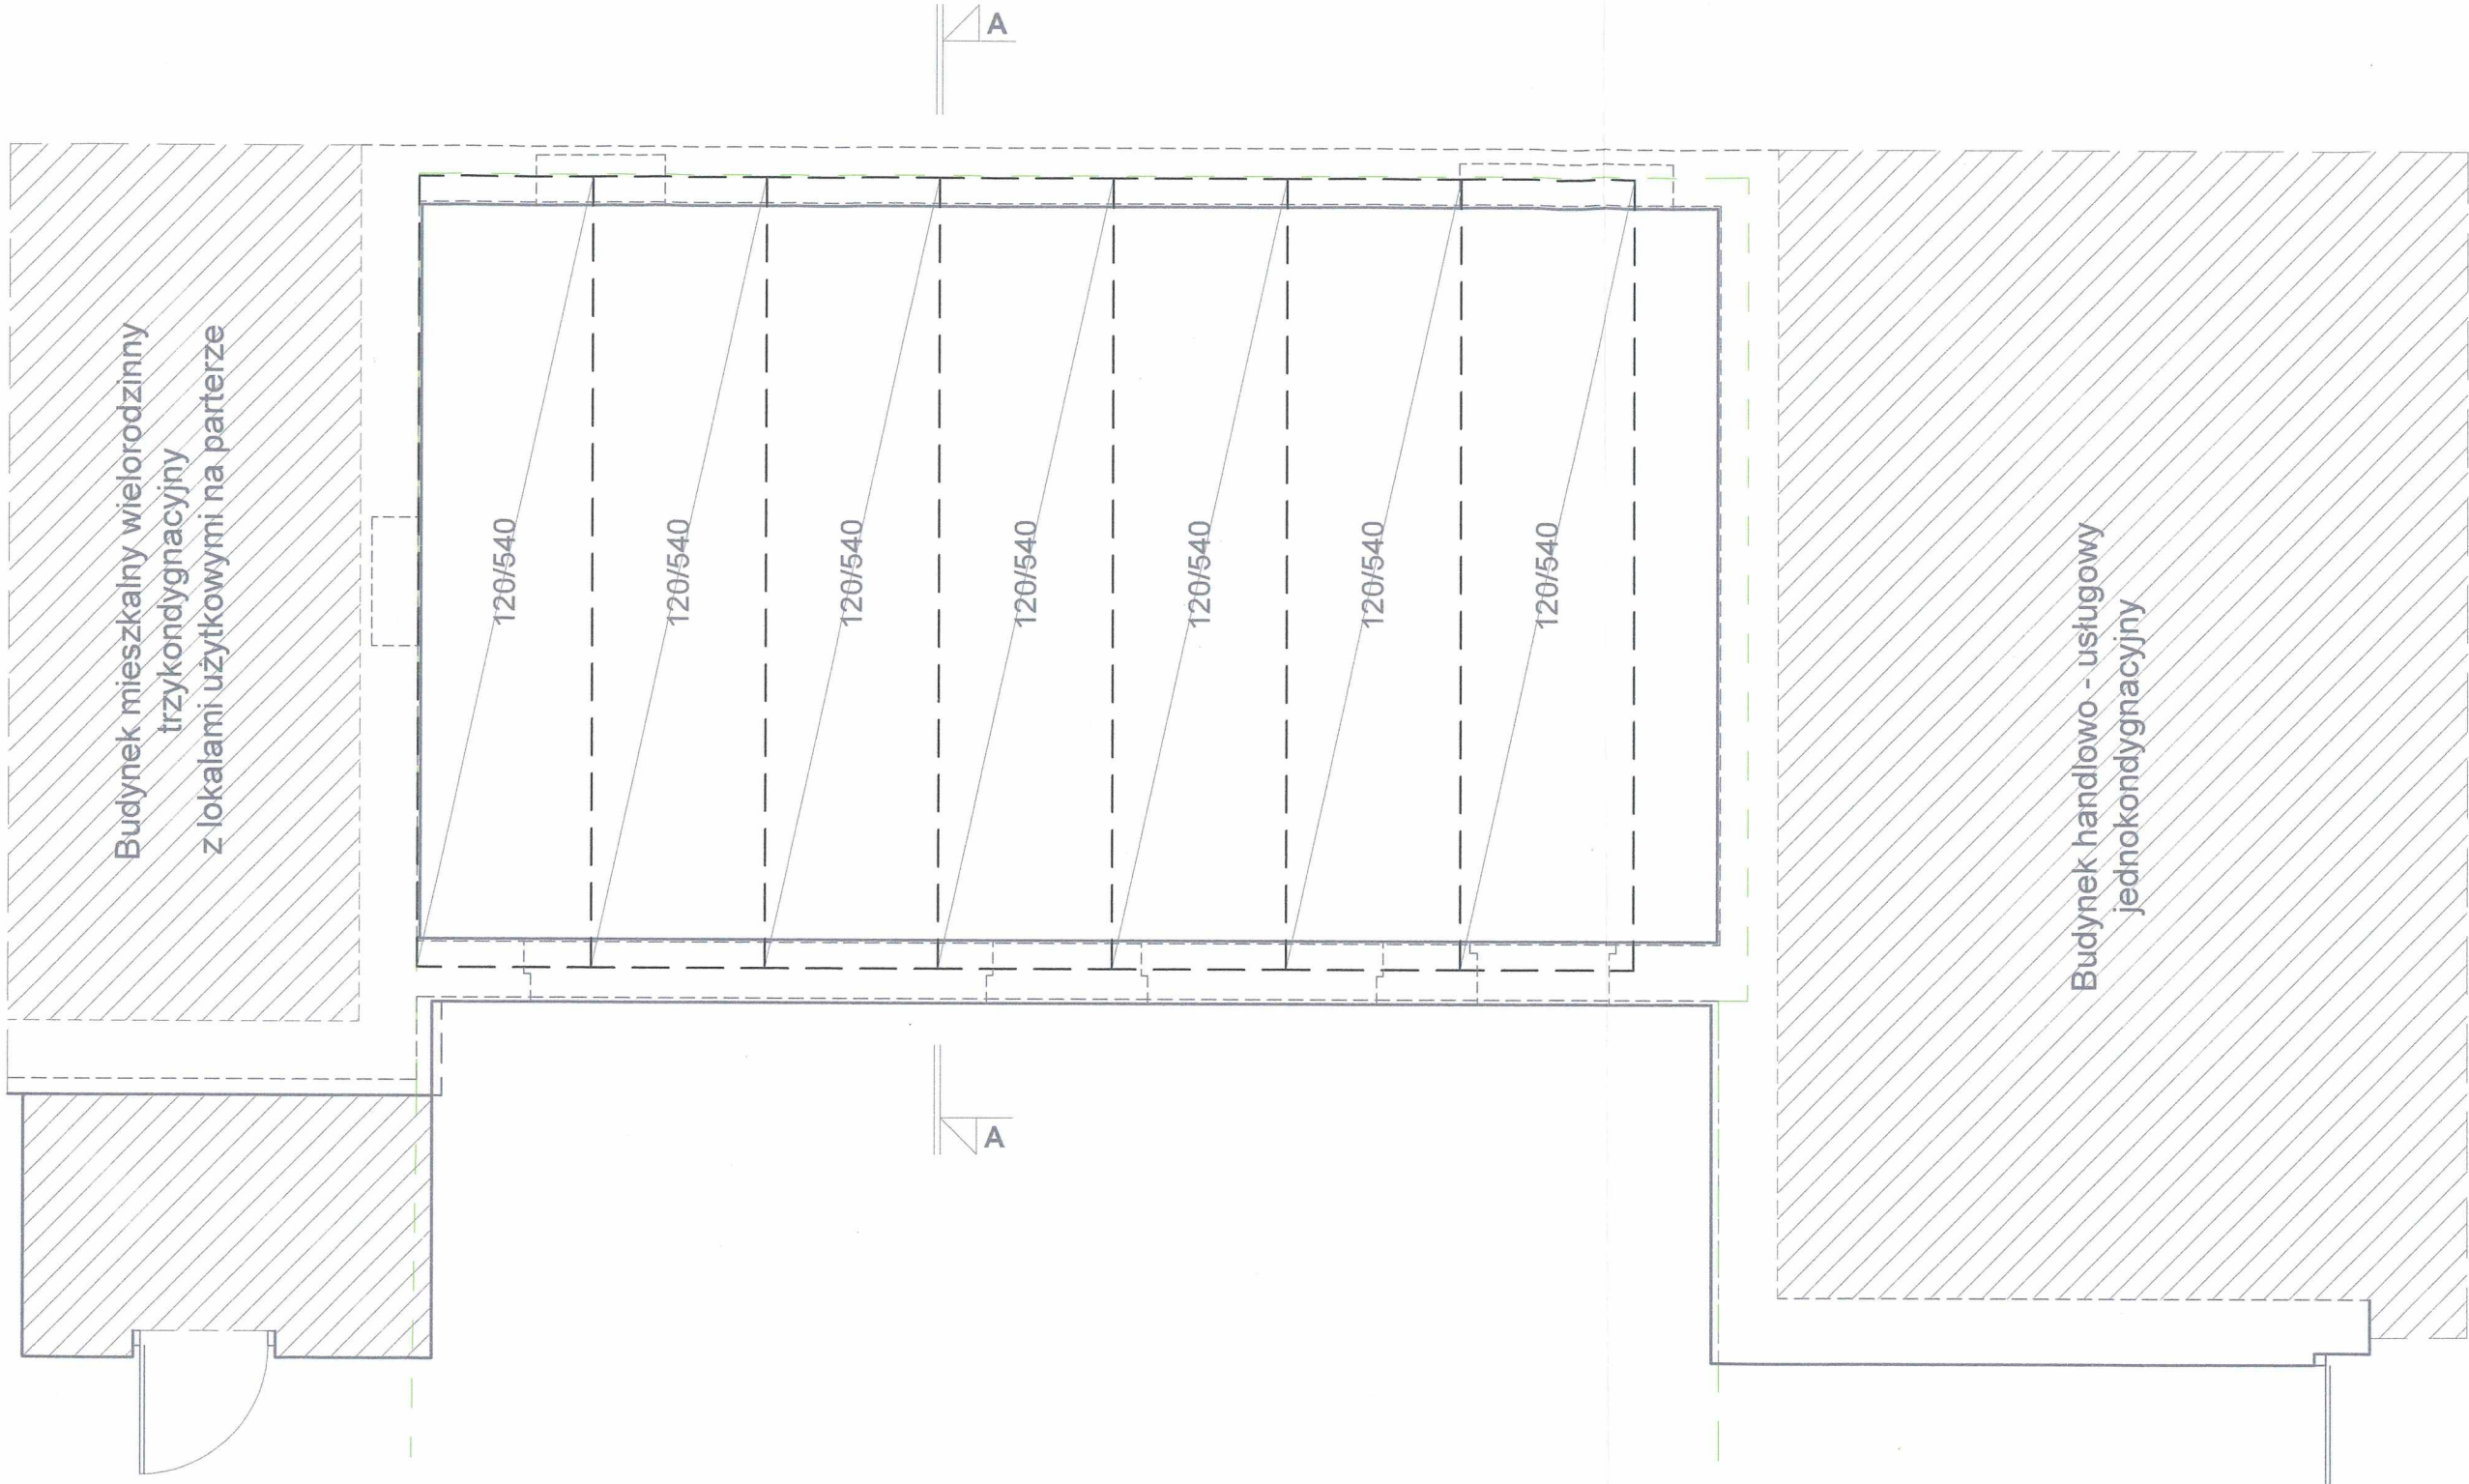 A
Budynek mieszkalny wielorodzinny
trzykondygnacyjny
z lokalami użytkowymi na parterze
120/540
120/540
120/540
120/540
120/540
120/540
120/540
Budynek handlowo - usługowy
jednokondygnacyjny
A